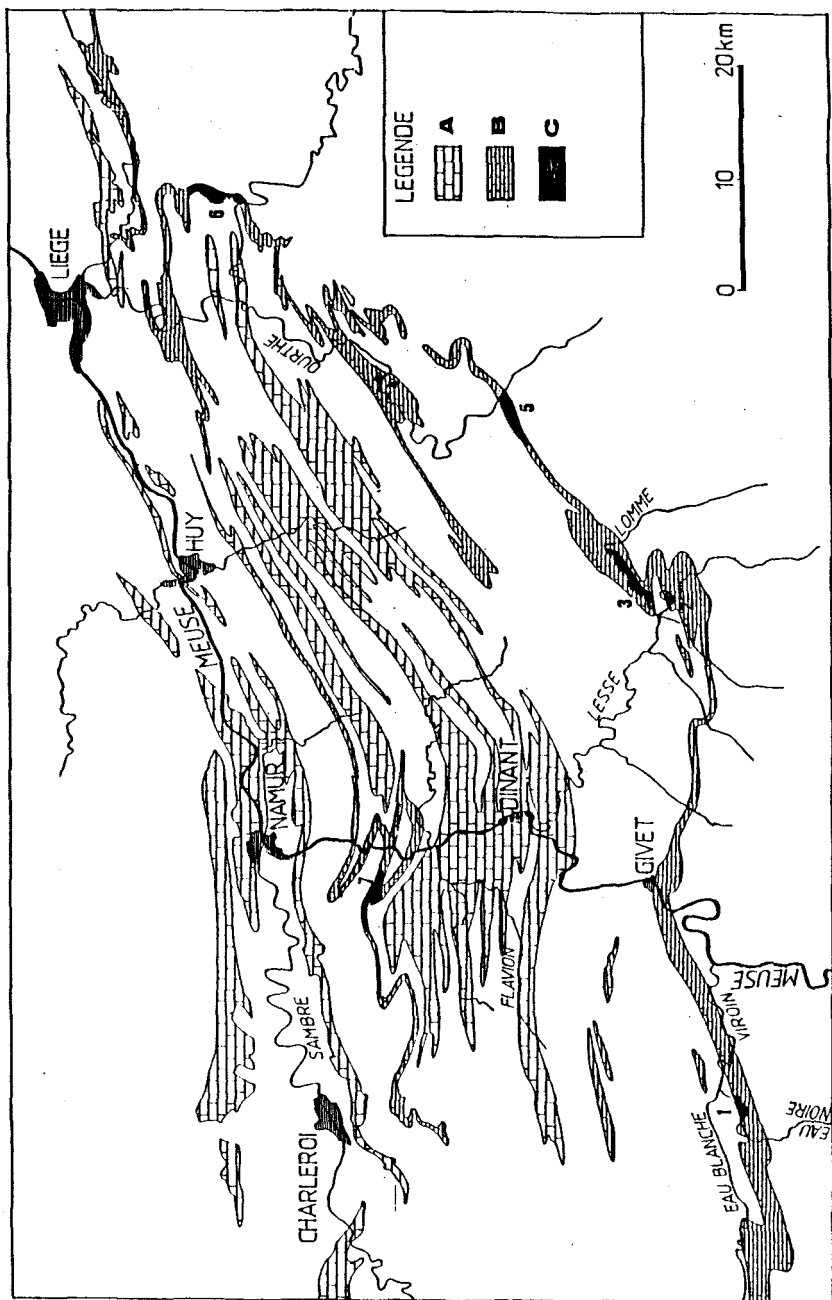 LIEGE
6
OURTHE
HUY
MEUSE
NAMUR
SAMBRE
CHARLEROI
7
5
LOMME
3
LESSE
DINANT
FLAVION
GIVET
MEUSE
VIROIN
1
EAU BLANCHE
EAU
NOIRE
LEGENDE
A
B
C
0 10 20km